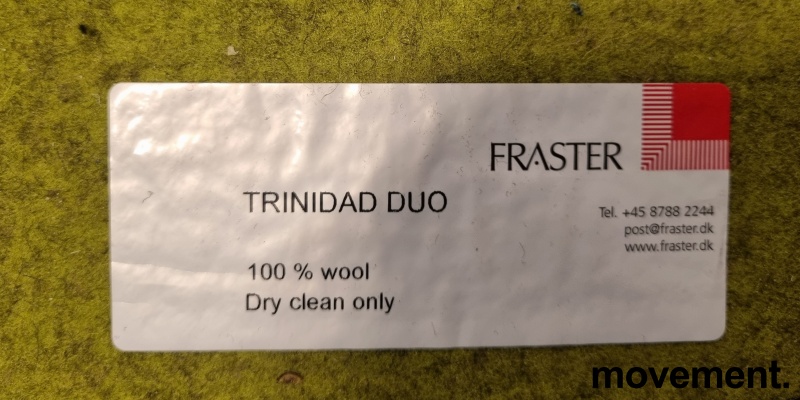 FRASTER
TRINIDAD DUO
Tel. +45 8788 2244
post@fraster.dk
www.fraster.dk
100 % wool
Dry clean only
movement.